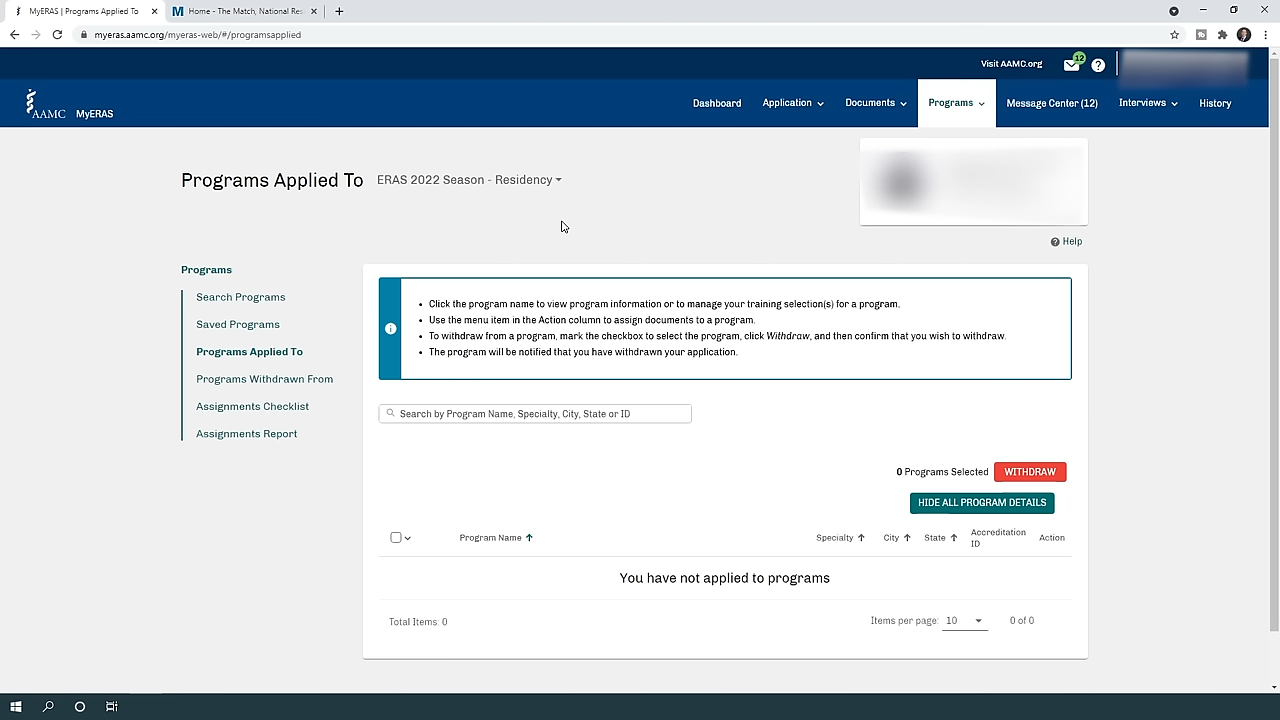 MyERAS | Programs Applied To
Home - The Match, National Res
myeras.aamc.org/myeras-web/#/programsapplied
Visit AAMC.org
12
AAMC MyERAS
Dashboard
Application
Documents
Programs
Message Center (12)
Interviews
History
Programs Applied To
ERAS 2022 Season - Residency
Help
Programs
Search Programs
Saved Programs
Programs Applied To
Programs Withdrawn From
Assignments Checklist
Assignments Report
• Click the program name to view program information or to manage your training selection(s) for a program.
• Use the menu item in the Action column to assign documents to a program.
• To withdraw from a program, mark the checkbox to select the program, click Withdraw, and then confirm that you wish to withdraw.
• The program will be notified that you have withdrawn your application.
Search by Program Name, Specialty, City, State or ID
0 Programs Selected
WITHDRAW
HIDE ALL PROGRAM DETAILS
Program Name
Specialty
City
State
Accreditation
ID
Action
You have not applied to programs
Total Items: 0
Items per page: 10
0 of 0